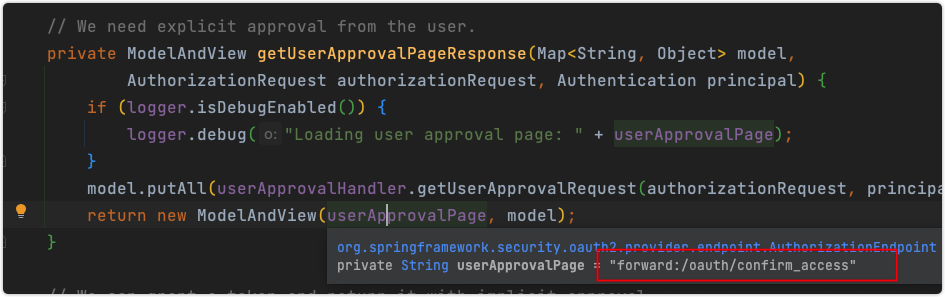 // We need explicit approval from the user.
private ModelAndView getUserApprovalPageResponse(Map<String, Object> model,
AuthorizationRequest authorizationRequest, Authentication principal) {
if (logger.isDebugEnabled()) {
logger.debug( o: "Loading user approval page: " + userApprovalPage);
}
model.putAll(userApprovalHandler.getUserApprovalRequest(authorizationRequest, principa
return new ModelAndView(userApprovalPage, model);
org.springframework.security.oauth2.provider.endpoint.AuthorizationEndpoint
private String userApprovalPage = "forward:/oauth/confirm_access"
}